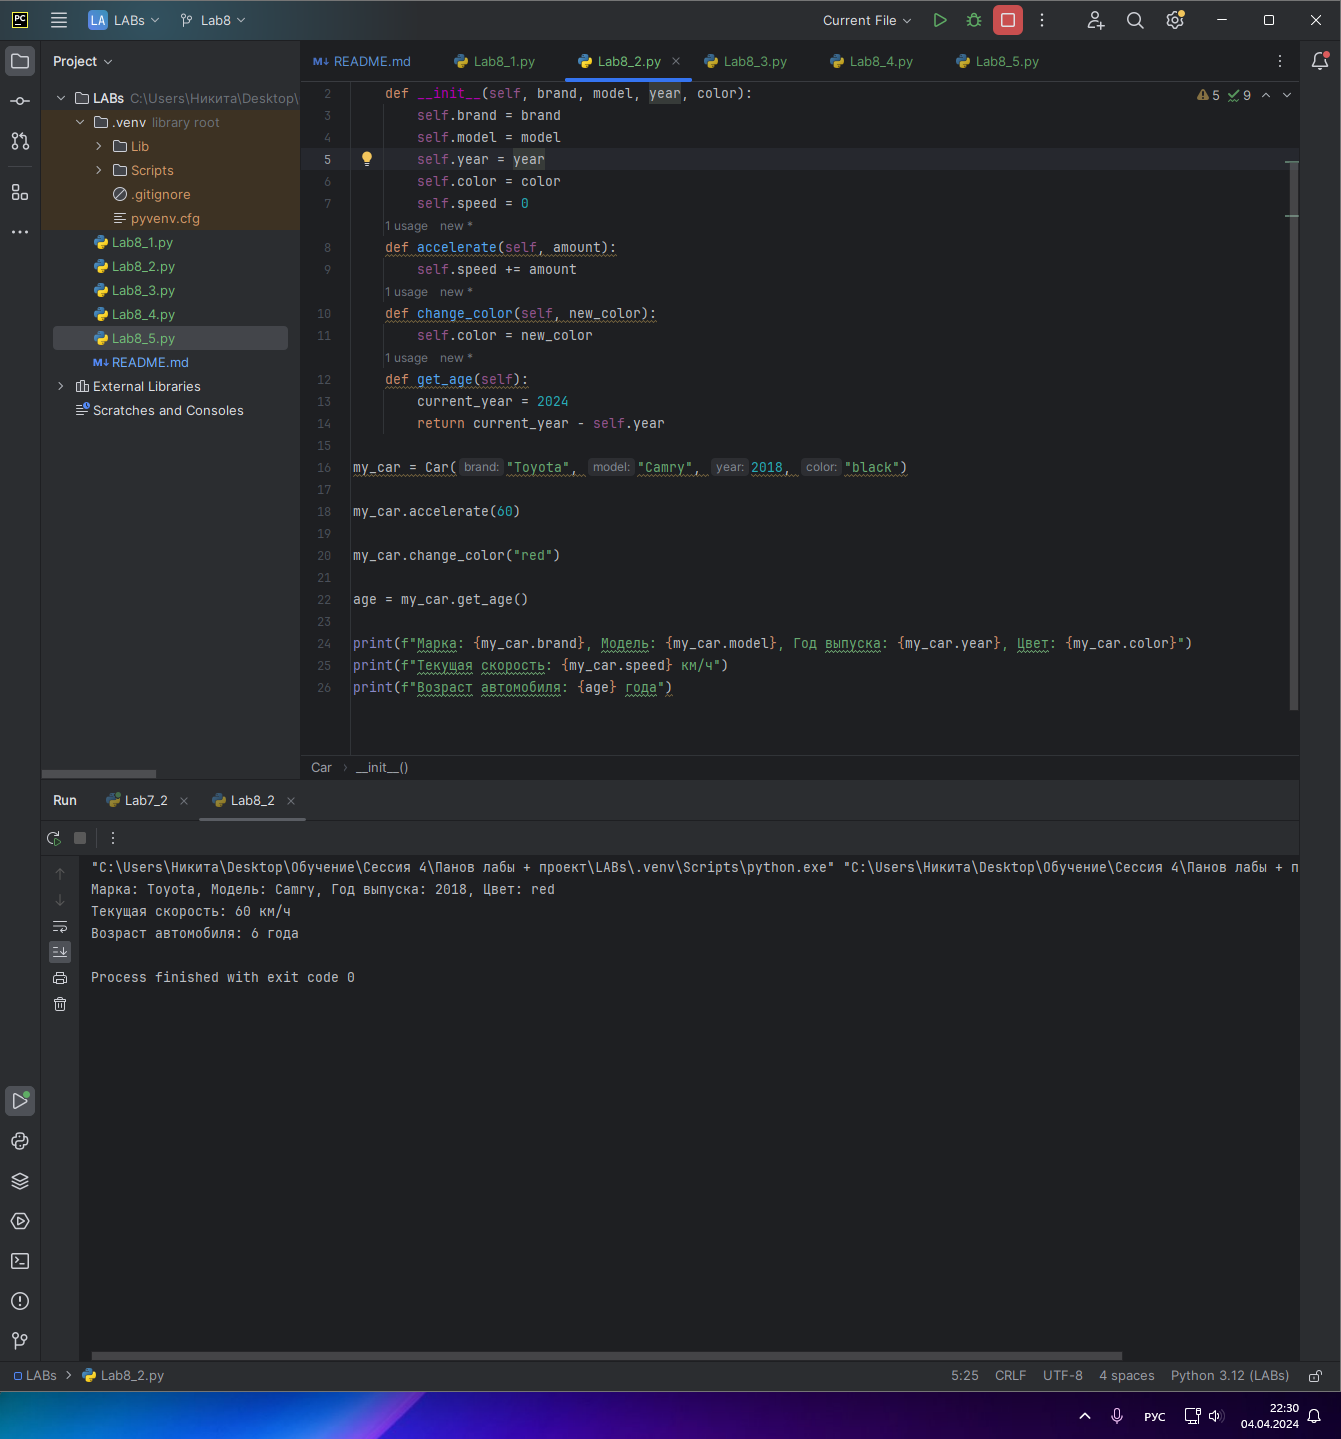 PC LA LABs Lab8 Current File
Project
README.md Lab8_1.py Lab8_2.py Lab8_3.py Lab8_4.py Lab8_5.py
LABs C:\Users\Никита\Desktop\
.venv library root
Lib
Scripts
.gitignore
pyvenv.cfg
Lab8_1.py
Lab8_2.py
Lab8_3.py
Lab8_4.py
Lab8_5.py
README.md
External Libraries
Scratches and Consoles
5 9
2 def __init__(self, brand, model, year, color):
3 self.brand = brand
4 self.model = model
5 self.year = year
6 self.color = color
7 self.speed = 0
1 usage new *
8 def accelerate(self, amount):
9 self.speed += amount
1 usage new *
10 def change_color(self, new_color):
11 self.color = new_color
1 usage new *
12 def get_age(self):
13 current_year = 2024
14 return current_year - self.year
15
16 my_car = Car( brand: "Toyota", model: "Camry", year: 2018, color: "black")
17
18 my_car.accelerate(60)
19
20 my_car.change_color("red")
21
22 age = my_car.get_age()
23
24 print(f"Марка: {my_car.brand}, Модель: {my_car.model}, Год выпуска: {my_car.year}, Цвет: {my_car.color}")
25 print(f"Текущая скорость: {my_car.speed} км/ч")
26 print(f"Возраст автомобиля: {age} года")
Car __init__()
Run Lab7_2 Lab8_2
"C:\Users\Никита\Desktop\Обучение\Сессия 4\Панов лабы + проект\LABs\.venv\Scripts\python.exe" "C:\Users\Никита\Desktop\Обучение\Сессия 4\Панов лабы + п
Марка: Toyota, Модель: Camry, Год выпуска: 2018, Цвет: red
Текущая скорость: 60 км/ч
Возраст автомобиля: 6 года
Process finished with exit code 0
LABs Lab8_2.py 5:25 CRLF UTF-8 4 spaces Python 3.12 (LABs)
РУС 22:30
04.04.2024